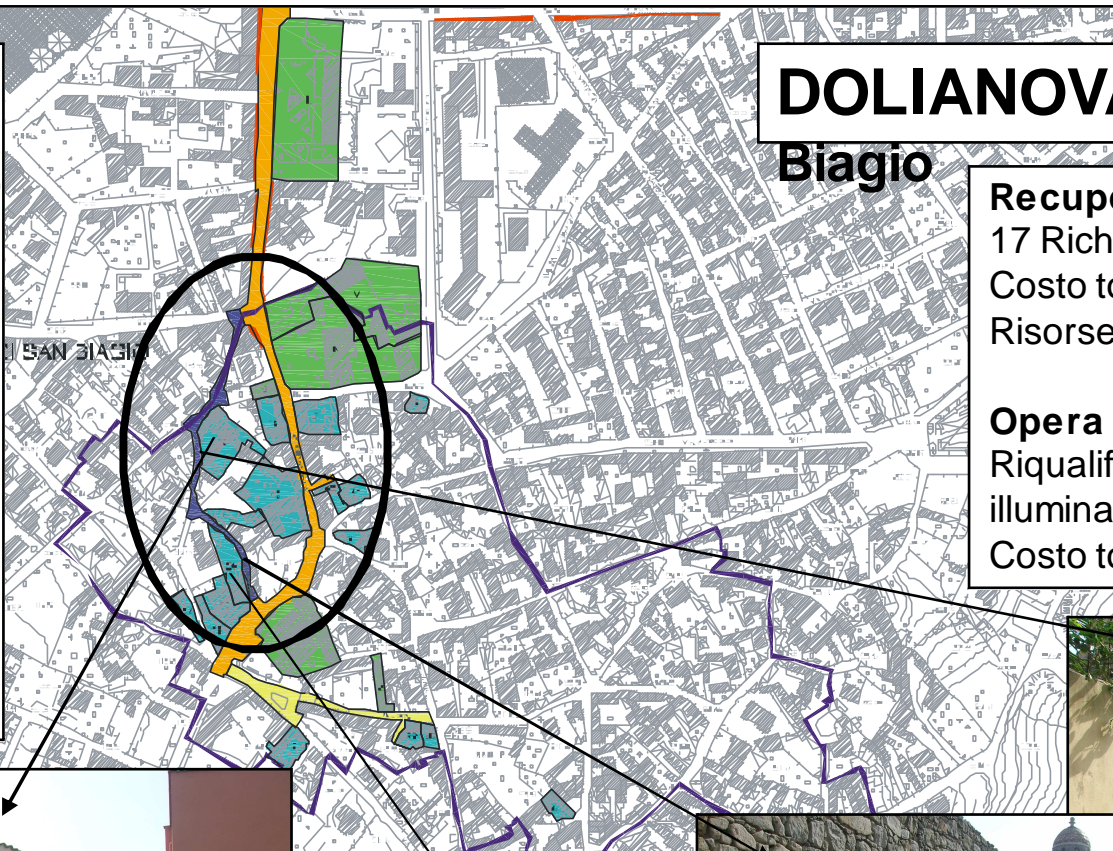 DOLIANOVA
Biagio
Recupe
17 Rich
Costo to
Risorse
Opera
Riqualif
illumina
Costo to
SAN BIAGIO